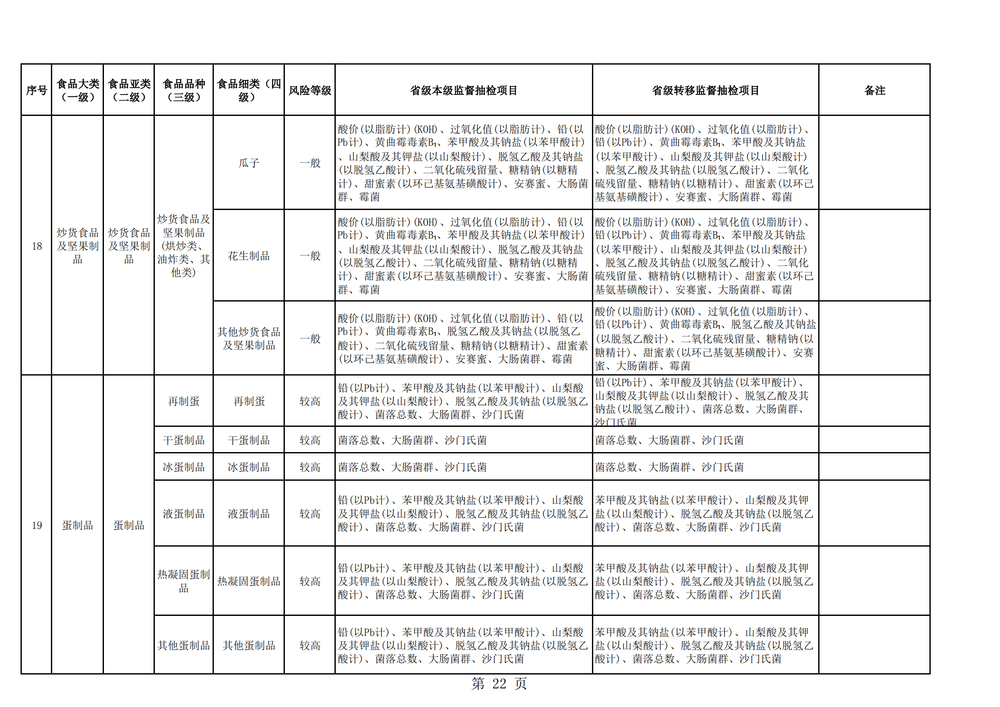 序号
食品大类
（一级）
食品亚类
（二级）
食品品种
（三级）
食品细类（四
级）
风险等级
省级本级监督抽检项目
省级转移监督抽检项目
备注
18
炒货食品
及坚果制
品
炒货食品
及坚果制
品
炒货食品及
坚果制品
(烘炒类、
油炸类、其
他类)
瓜子
一般
酸价(以脂肪计)(KOH)、过氧化值(以脂肪计)、铅(以
Pb计)、黄曲霉毒素B₁、苯甲酸及其钠盐(以苯甲酸计)
、山梨酸及其钾盐(以山梨酸计)、脱氢乙酸及其钠盐
(以脱氢乙酸计)、二氧化硫残留量、糖精钠(以糖精
计)、甜蜜素(以环己基氨基磺酸计)、安赛蜜、大肠菌
群、霉菌
酸价(以脂肪计)(KOH)、过氧化值(以脂肪计)、
铅(以Pb计)、黄曲霉毒素B₁、苯甲酸及其钠盐
(以苯甲酸计)、山梨酸及其钾盐(以山梨酸计)
、脱氢乙酸及其钠盐(以脱氢乙酸计)、二氧化
硫残留量、糖精钠(以糖精计)、甜蜜素(以环己
基氨基磺酸计)、安赛蜜、大肠菌群、霉菌
花生制品
一般
酸价(以脂肪计)(KOH)、过氧化值(以脂肪计)、铅(以
Pb计)、黄曲霉毒素B₁、苯甲酸及其钠盐(以苯甲酸计)
、山梨酸及其钾盐(以山梨酸计)、脱氢乙酸及其钠盐
(以脱氢乙酸计)、二氧化硫残留量、糖精钠(以糖精
计)、甜蜜素(以环己基氨基磺酸计)、安赛蜜、大肠菌
群、霉菌
酸价(以脂肪计)(KOH)、过氧化值(以脂肪计)、
铅(以Pb计)、黄曲霉毒素B₁、苯甲酸及其钠盐
(以苯甲酸计)、山梨酸及其钾盐(以山梨酸计)
、脱氢乙酸及其钠盐(以脱氢乙酸计)、二氧化
硫残留量、糖精钠(以糖精计)、甜蜜素(以环己
基氨基磺酸计)、安赛蜜、大肠菌群、霉菌
其他炒货食品
及坚果制品
一般
酸价(以脂肪计)(KOH)、过氧化值(以脂肪计)、铅(以
Pb计)、黄曲霉毒素B₁、脱氢乙酸及其钠盐(以脱氢乙
酸计)、二氧化硫残留量、糖精钠(以糖精计)、甜蜜素
(以环己基氨基磺酸计)、安赛蜜、大肠菌群、霉菌
酸价(以脂肪计)(KOH)、过氧化值(以脂肪计)、
铅(以Pb计)、黄曲霉毒素B₁、脱氢乙酸及其钠盐
(以脱氢乙酸计)、二氧化硫残留量、糖精钠(以
糖精计)、甜蜜素(以环己基氨基磺酸计)、安赛
蜜、大肠菌群、霉菌
19
蛋制品
蛋制品
再制蛋
再制蛋
较高
铅(以Pb计)、苯甲酸及其钠盐(以苯甲酸计)、山梨酸
及其钾盐(以山梨酸计)、脱氢乙酸及其钠盐(以脱氢乙
酸计)、菌落总数、大肠菌群、沙门氏菌
铅(以Pb计)、苯甲酸及其钠盐(以苯甲酸计)、
山梨酸及其钾盐(以山梨酸计)、脱氢乙酸及其
钠盐(以脱氢乙酸计)、菌落总数、大肠菌群、
沙门氏菌
干蛋制品
干蛋制品
较高
菌落总数、大肠菌群、沙门氏菌
菌落总数、大肠菌群、沙门氏菌
冰蛋制品
冰蛋制品
较高
菌落总数、大肠菌群、沙门氏菌
菌落总数、大肠菌群、沙门氏菌
液蛋制品
液蛋制品
较高
铅(以Pb计)、苯甲酸及其钠盐(以苯甲酸计)、山梨酸
及其钾盐(以山梨酸计)、脱氢乙酸及其钠盐(以脱氢乙
酸计)、菌落总数、大肠菌群、沙门氏菌
苯甲酸及其钠盐(以苯甲酸计)、山梨酸及其钾
盐(以山梨酸计)、脱氢乙酸及其钠盐(以脱氢乙
酸计)、菌落总数、大肠菌群、沙门氏菌
热凝固蛋制
品
热凝固蛋制品
较高
铅(以Pb计)、苯甲酸及其钠盐(以苯甲酸计)、山梨酸
及其钾盐(以山梨酸计)、脱氢乙酸及其钠盐(以脱氢乙
酸计)、菌落总数、大肠菌群、沙门氏菌
苯甲酸及其钠盐(以苯甲酸计)、山梨酸及其钾
盐(以山梨酸计)、脱氢乙酸及其钠盐(以脱氢乙
酸计)、菌落总数、大肠菌群、沙门氏菌
其他蛋制品
其他蛋制品
较高
铅(以Pb计)、苯甲酸及其钠盐(以苯甲酸计)、山梨酸
及其钾盐(以山梨酸计)、脱氢乙酸及其钠盐(以脱氢乙
酸计)、菌落总数、大肠菌群、沙门氏菌
苯甲酸及其钠盐(以苯甲酸计)、山梨酸及其钾
盐(以山梨酸计)、脱氢乙酸及其钠盐(以脱氢乙
酸计)、菌落总数、大肠菌群、沙门氏菌
第 22 页